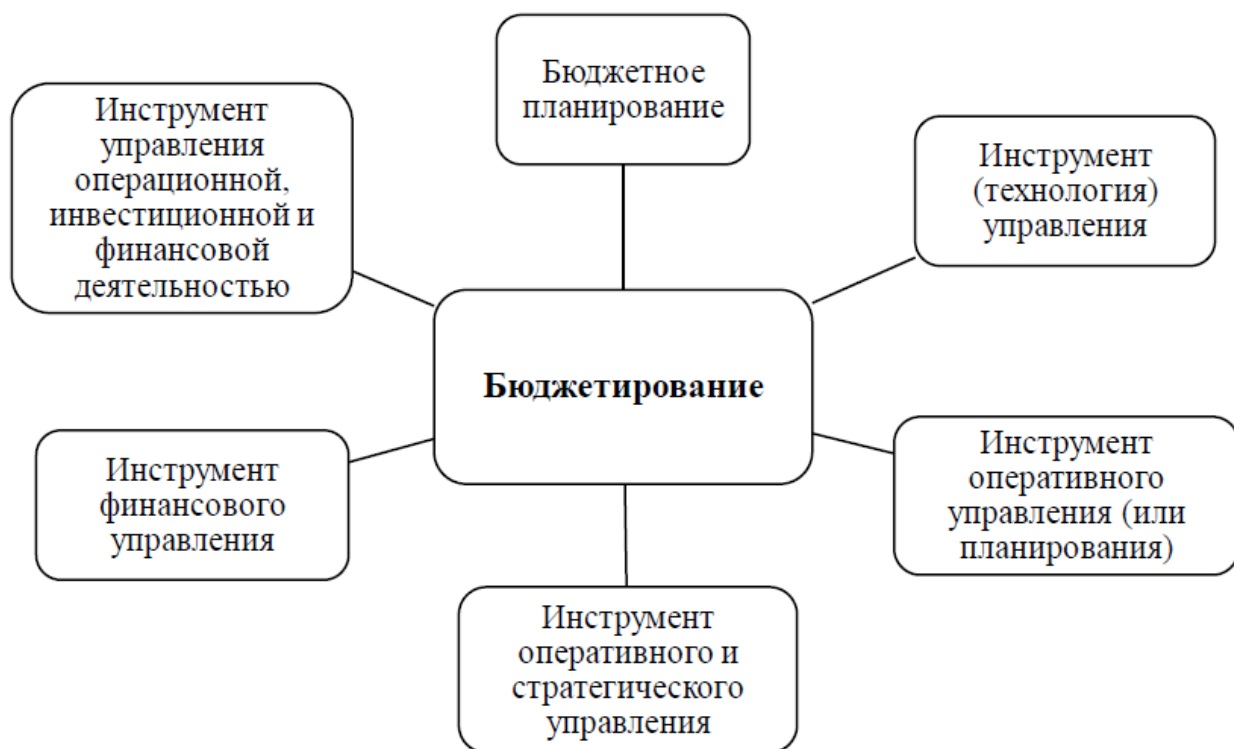 Бюджетное
планирование
Инструмент
управления
операционной,
инвестиционной и
финансовой
деятельностью
Инструмент
(технология)
управления
Бюджетирование
Инструмент
финансового
управления
Инструмент
оперативного
управления (или
планирования)
Инструмент
оперативного и
стратегического
управления